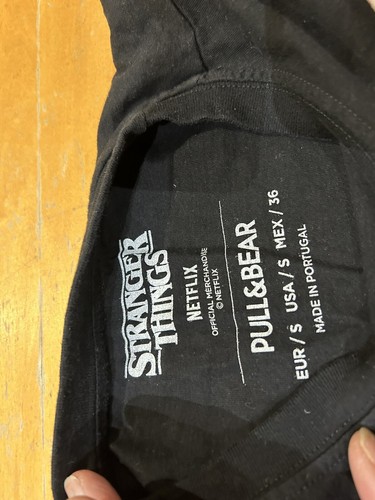 STRANGER
THINGS
NETFLIX
OFFICIAL MERCHANDISE
© NETFLIX
PULL&BEAR
EUR / S USA / S MEX / 36
MADE IN PORTUGAL